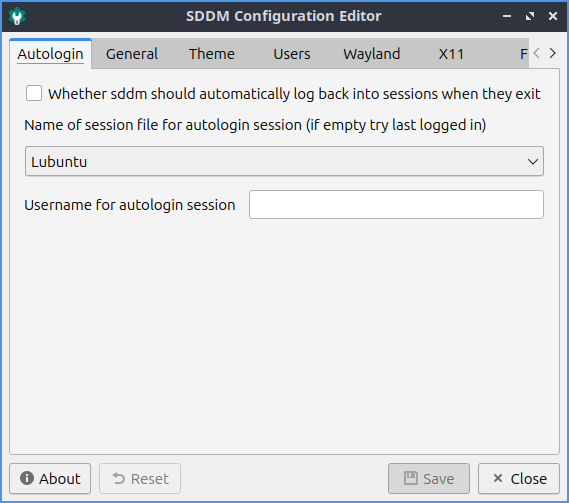 SDDM Configuration Editor
Autologin General Theme Users Wayland X11 F
Whether sddm should automatically log back into sessions when they exit
Name of session file for autologin session (if empty try last logged in)
Lubuntu
Username for autologin session
About Reset Save Close